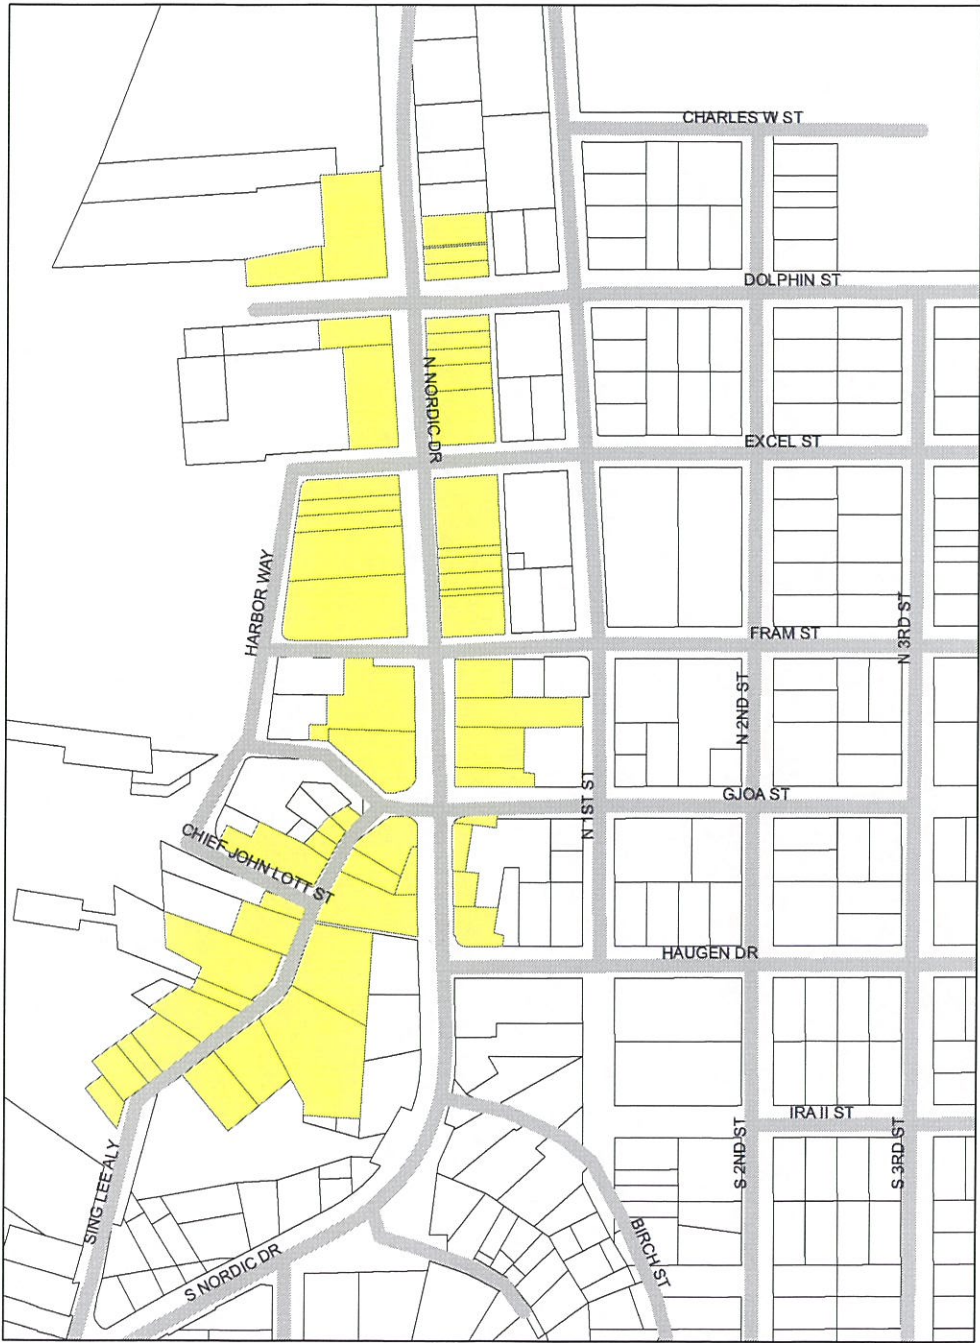 CHARLES W ST
DOLPHIN ST
N NORDIC DR
EXCEL ST
HARBOR WAY
FRAM ST
N 3RD ST
N 2ND ST
GJOA ST
N 1ST ST
CHIEF JOHN LOTT ST
HAUGEN DR
IRA II ST
SING LEE ALY
S 2ND ST
S 3RD ST
BIRCH ST
S NORDIC DR